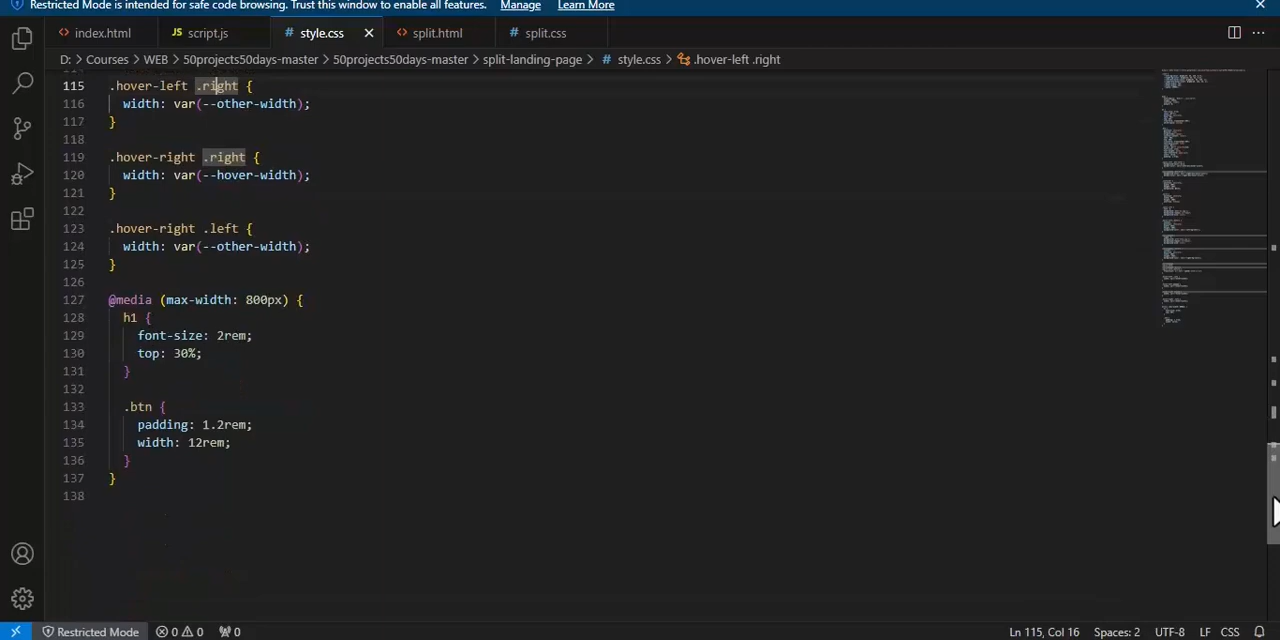 Restricted Mode is intended for safe code browsing. Trust this window to enable all features. Manage Learn More
index.html script.js style.css split.html split.css
D: > Courses > WEB > 50projects50days-master > 50projects50days-master > split-landing-page > # style.css > .hover-left .right
115 .hover-left .right {
116 width: var(--other-width);
117 }
118
119 .hover-right .right {
120 width: var(--hover-width);
121 }
122
123 .hover-right .left {
124 width: var(--other-width);
125 }
126
127 @media (max-width: 800px) {
128 h1 {
129 font-size: 2rem;
130 top: 30%;
131 }
132
133 .btn {
134 padding: 1.2rem;
135 width: 12rem;
136 }
137 }
138
Restricted Mode 0 0 0 Ln 115, Col 16 Spaces: 2 UTF-8 LF CSS